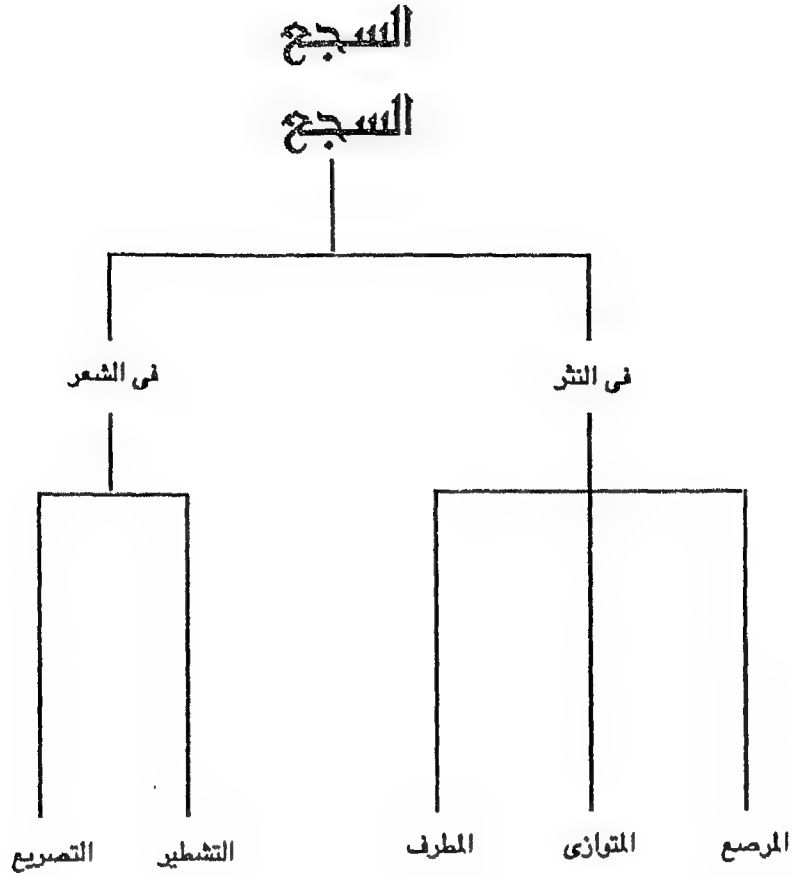 السجع
السجع
فى النثر فى الشعر
المرصع المتوازى المطرف التشطير التصريع